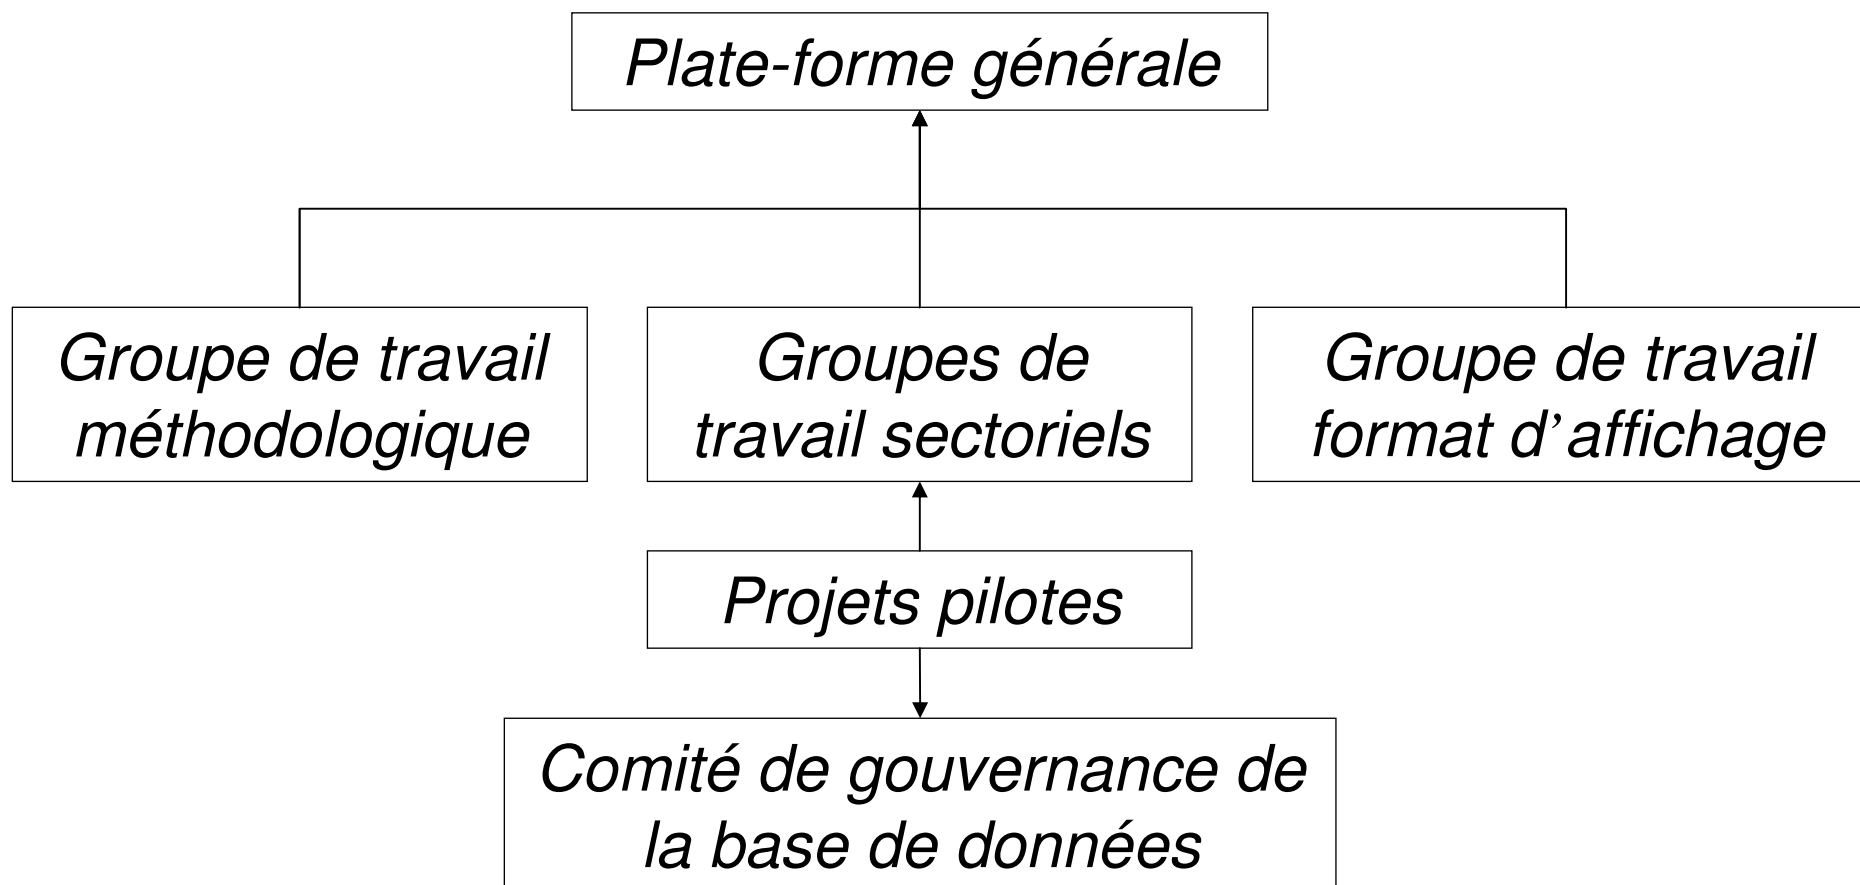 Plate-forme générale
Groupe de travail
méthodologique
Groupes de
travail sectoriels
Groupe de travail
format d’affichage
Projets pilotes
Comité de gouvernance de
la base de données